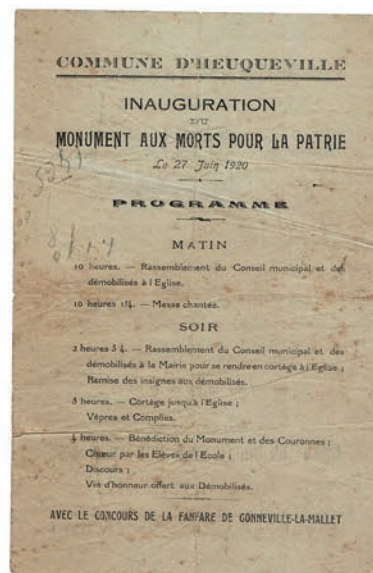 COMMUNE D'HEUQUEVILLE
INAUGURATION
DU
MONUMENT AUX MORTS POUR LA PATRIE
Le 27 Juin 1920
PROGRAMME
MATIN
10 heures. — Rassemblement du Conseil municipal et des
démobilisés à l'Eglise.
10 heures 1/4. — Messe chantée.
SOIR
2 heures 3/4. — Rassemblement du Conseil municipal et des
démobilisés à la Mairie pour se rendre en cortège à l'Eglise ;
Remise des insignes aux démobilisés.
3 heures. — Cortège jusqu'à l'Eglise ;
Vêpres et Complies.
4 heures. — Bénédiction du Monument et des Couronnes ;
Chœur par les Elèves de l'Ecole ;
Discours ;
Vin d'honneur offert aux Démobilisés.
AVEC LE CONCOURS DE LA FANFARE DE GONNEVILLE-LA-MALLET